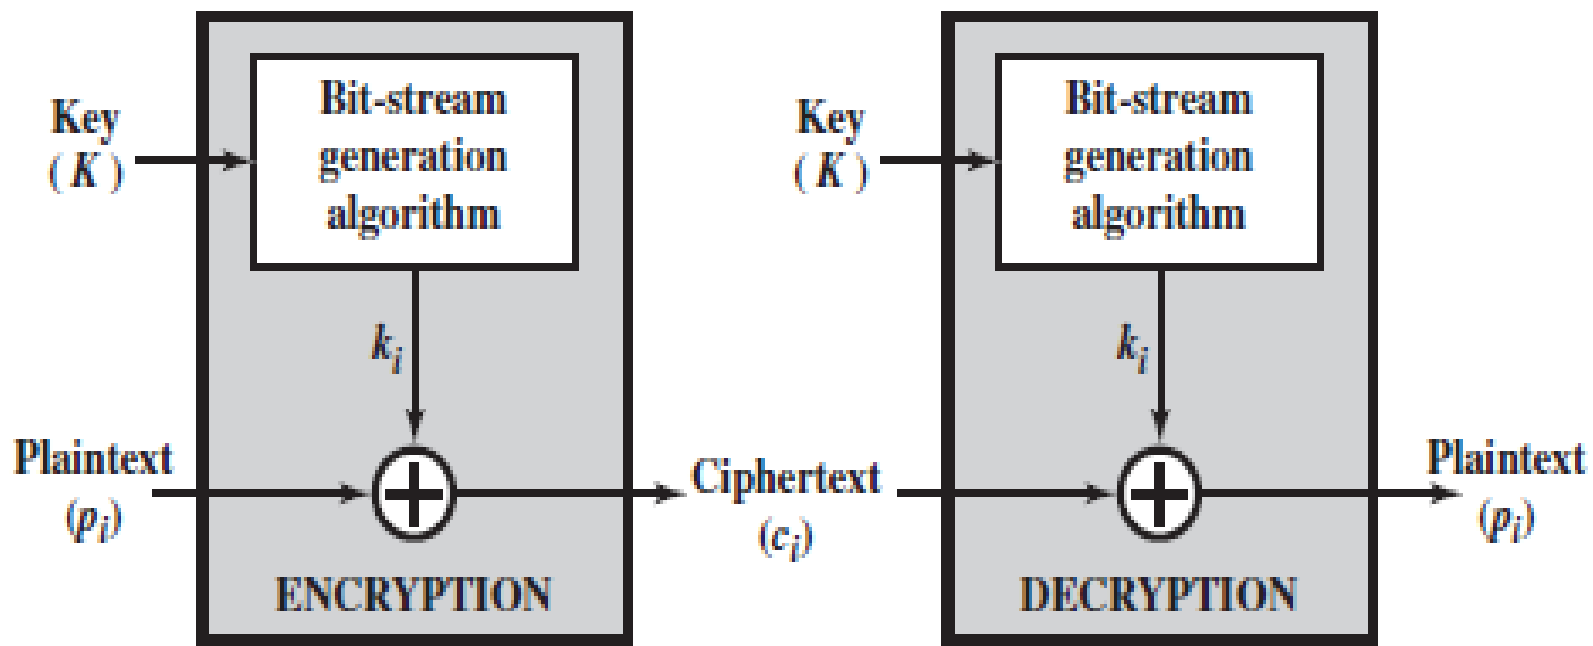 Key
( K )
Bit-stream
generation
algorithm
k_i
Plaintext
(p_i)
ENCRYPTION
Ciphertext
(c_i)
Key
( K )
Bit-stream
generation
algorithm
k_i
DECRYPTION
Plaintext
(p_i)